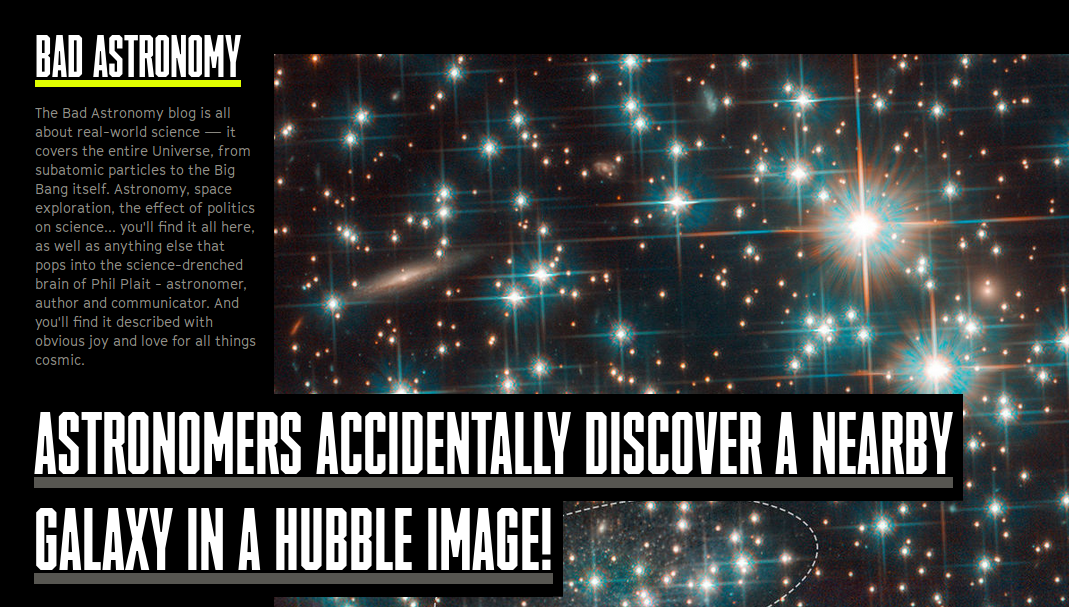 BAD ASTRONOMY
The Bad Astronomy blog is all
about real-world science — it
covers the entire Universe, from
subatomic particles to the Big
Bang itself. Astronomy, space
exploration, the effect of politics
on science... you'll find it all here,
as well as anything else that
pops into the science-drenched
brain of Phil Plait - astronomer,
author and communicator. And
you'll find it described with
obvious joy and love for all things
cosmic.
ASTRONOMERS ACCIDENTALLY DISCOVER A NEARBY
GALAXY IN A HUBBLE IMAGE!